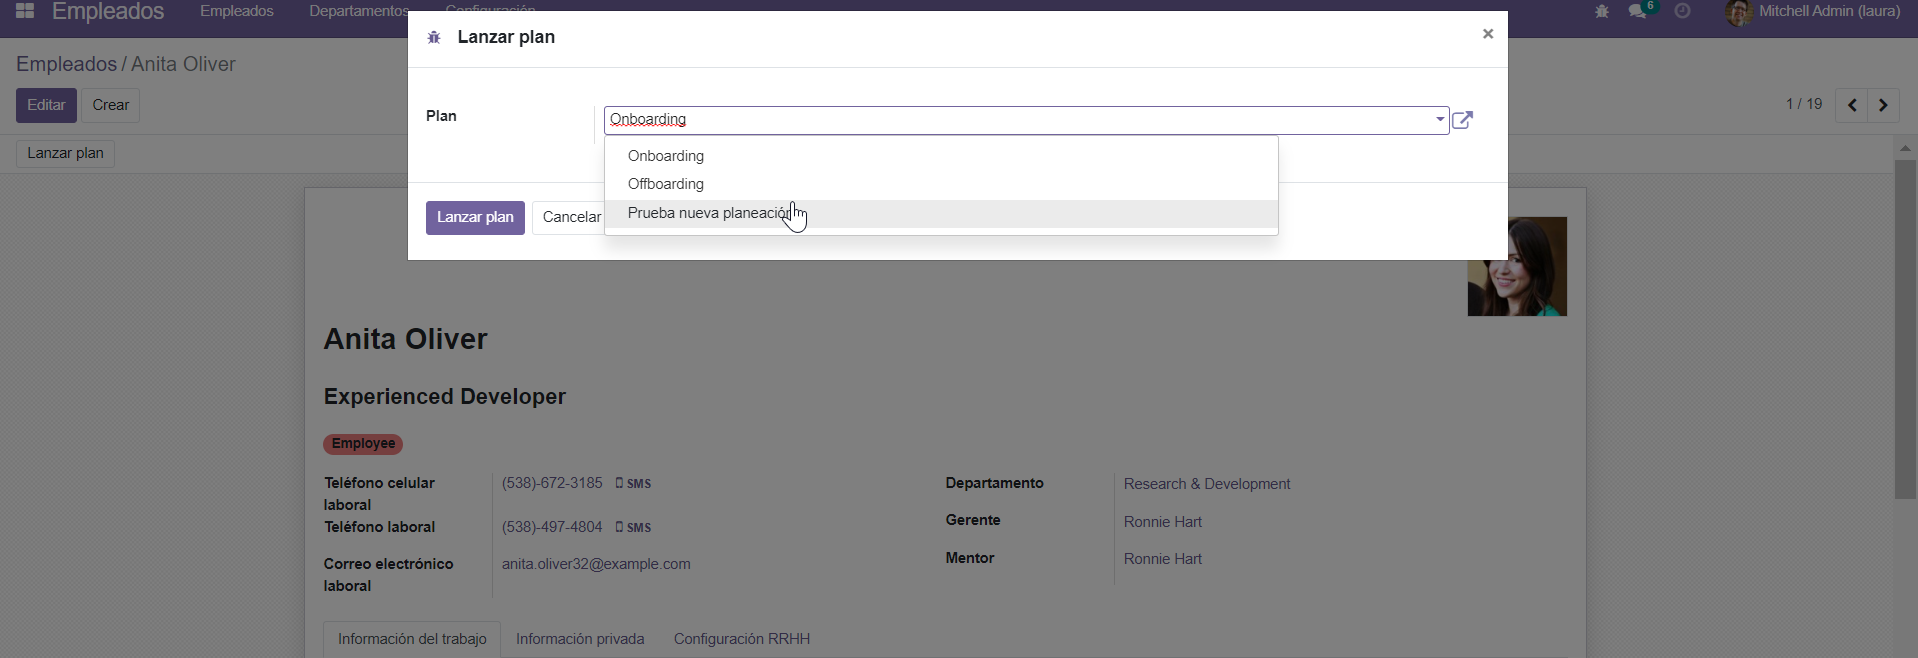 Empleados Empleados Departamentos Configuración 6 Mitchell Admin (laura)
Lanzar plan ×
Empleados / Anita Oliver
Editar Crear 1 / 19
Plan Onboarding
Lanzar plan
Onboarding
Offboarding
Prueba nueva planeación
Lanzar plan Cancelar
Anita Oliver
Experienced Developer
Employee
Teléfono celular laboral (538)-672-3185 SMS Departamento Research & Development
Teléfono laboral (538)-497-4804 SMS Gerente Ronnie Hart
Correo electrónico laboral anita.oliver32@example.com Mentor Ronnie Hart
Información del trabajo Información privada Configuración RRHH